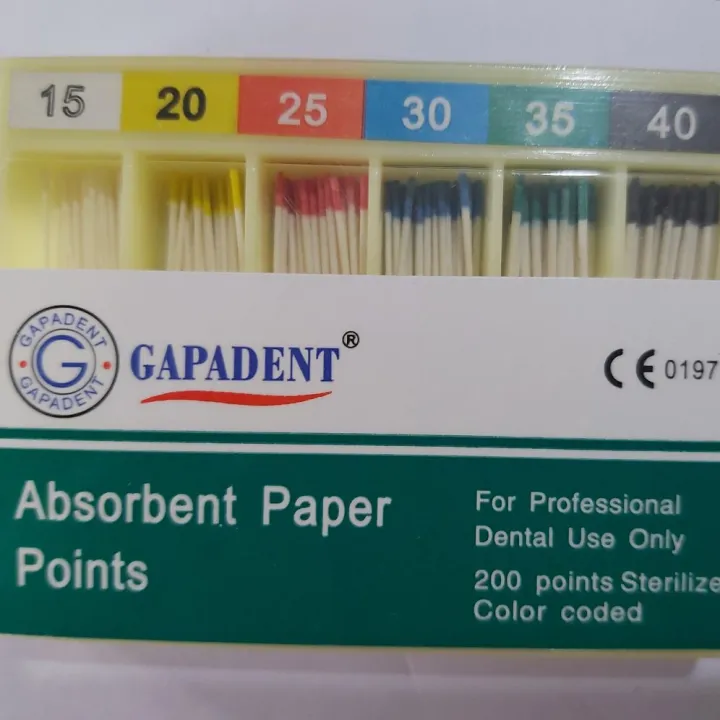 15 20 25 30 35 40
GAPADENT
G
GAPADENT
GAPADENT®
CE 0197
Absorbent Paper
Points
For Professional
Dental Use Only
200 points Sterilize
Color coded